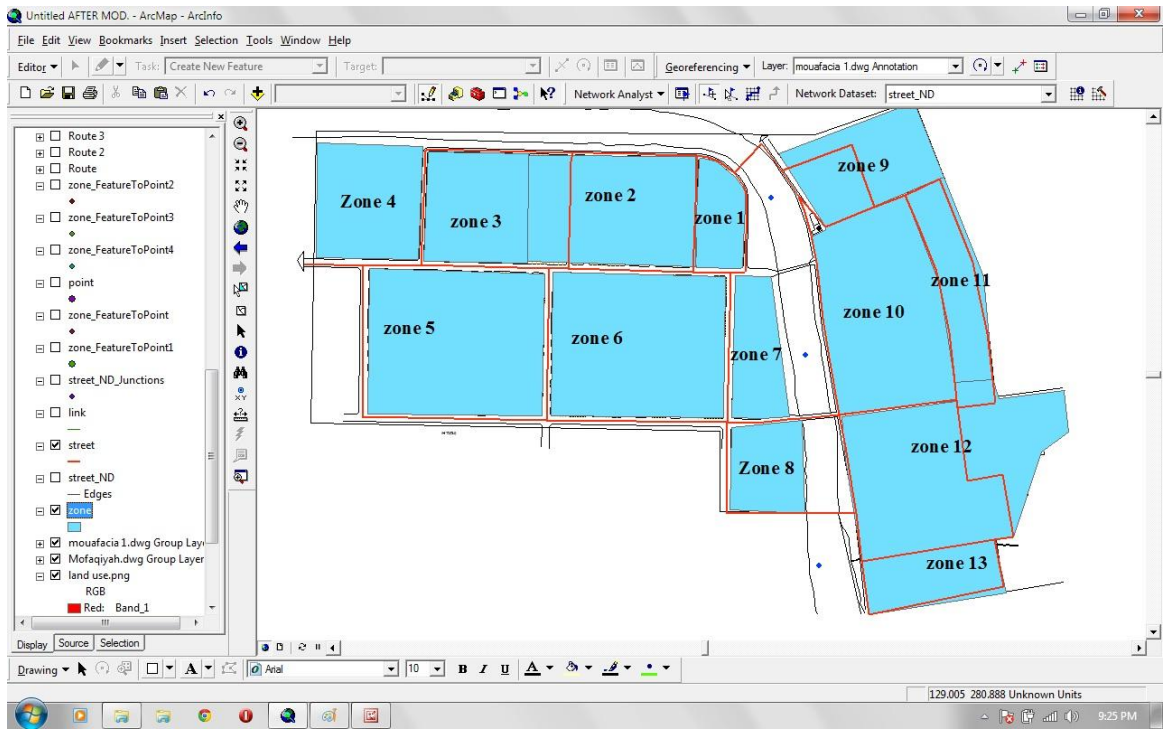 Untitled AFTER MOD. - ArcMap - ArcInfo
File Edit View Bookmarks Insert Selection Tools Window Help
Editor Task: Create New Feature Target: Georeferencing Layer: mouafacia 1.dwg Annotation
Network Analyst Network Dataset: street_ND
Route 3
Route 2
Route
zone_FeatureToPoint2
zone_FeatureToPoint3
zone_FeatureToPoint4
point
zone_FeatureToPoint
zone_FeatureToPoint1
street_ND_Junctions
link
street
street_ND
Edges
zone
mouafacia 1.dwg Group Lay
Mofaqiyah.dwg Group Layer
land use.png
RGB
Red: Band_1
Display Source Selection
zone 9
Zone 4
zone 3
zone 2
zone 1
zone 11
zone 10
zone 5
zone 6
zone 7
zone 12
Zone 8
zone 13
Drawing A Arial 10 B I U A
129.005 280.888 Unknown Units
9:25 PM